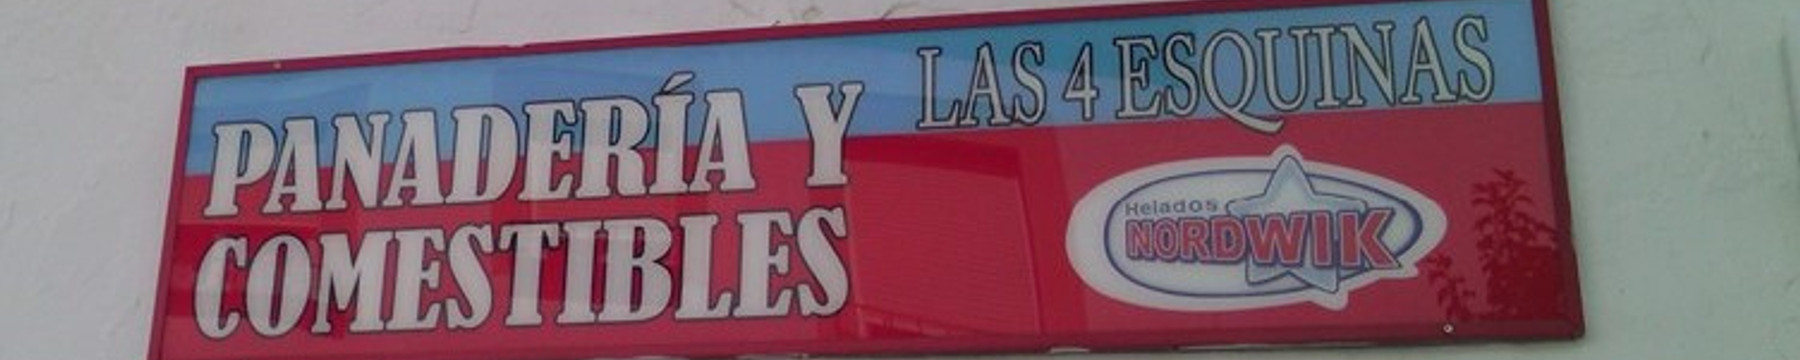 PANADERÍA Y
COMESTIBLES
LAS 4 ESQUINAS
Helados
NORDWIK